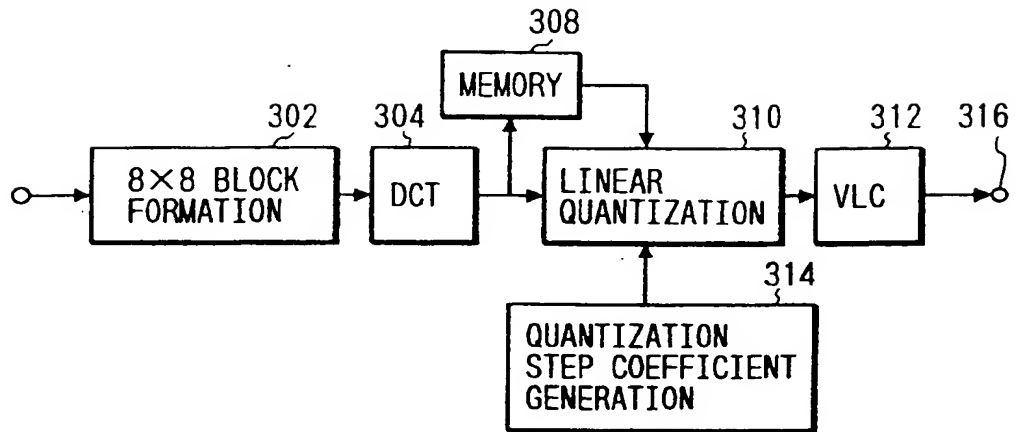 308
MEMORY
302
304
310
312
316
8×8 BLOCK
FORMATION
DCT
LINEAR
QUANTIZATION
VLC
314
QUANTIZATION
STEP COEFFICIENT
GENERATION